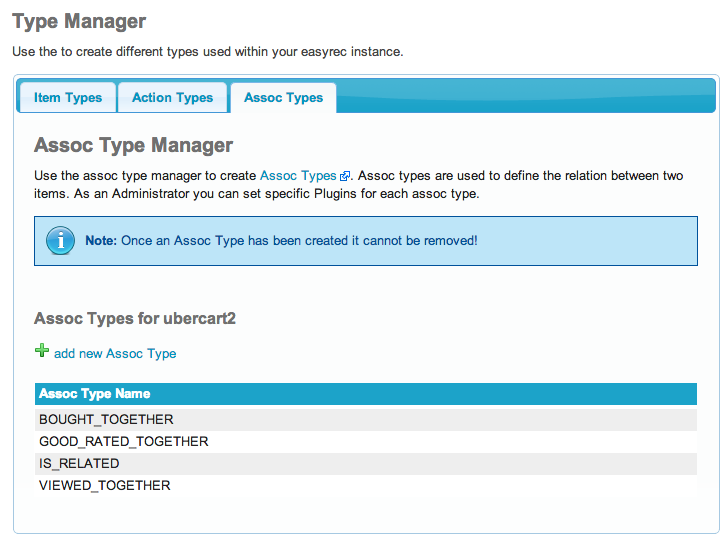 Type Manager
Use the to create different types used within your easyrec instance.
Item Types
Action Types
Assoc Types
Assoc Type Manager
Use the assoc type manager to create Assoc Types. Assoc types are used to define the relation between two
items. As an Administrator you can set specific Plugins for each assoc type.
Note: Once an Assoc Type has been created it cannot be removed!
Assoc Types for ubercart2
add new Assoc Type
Assoc Type Name
BOUGHT_TOGETHER
GOOD_RATED_TOGETHER
IS_RELATED
VIEWED_TOGETHER